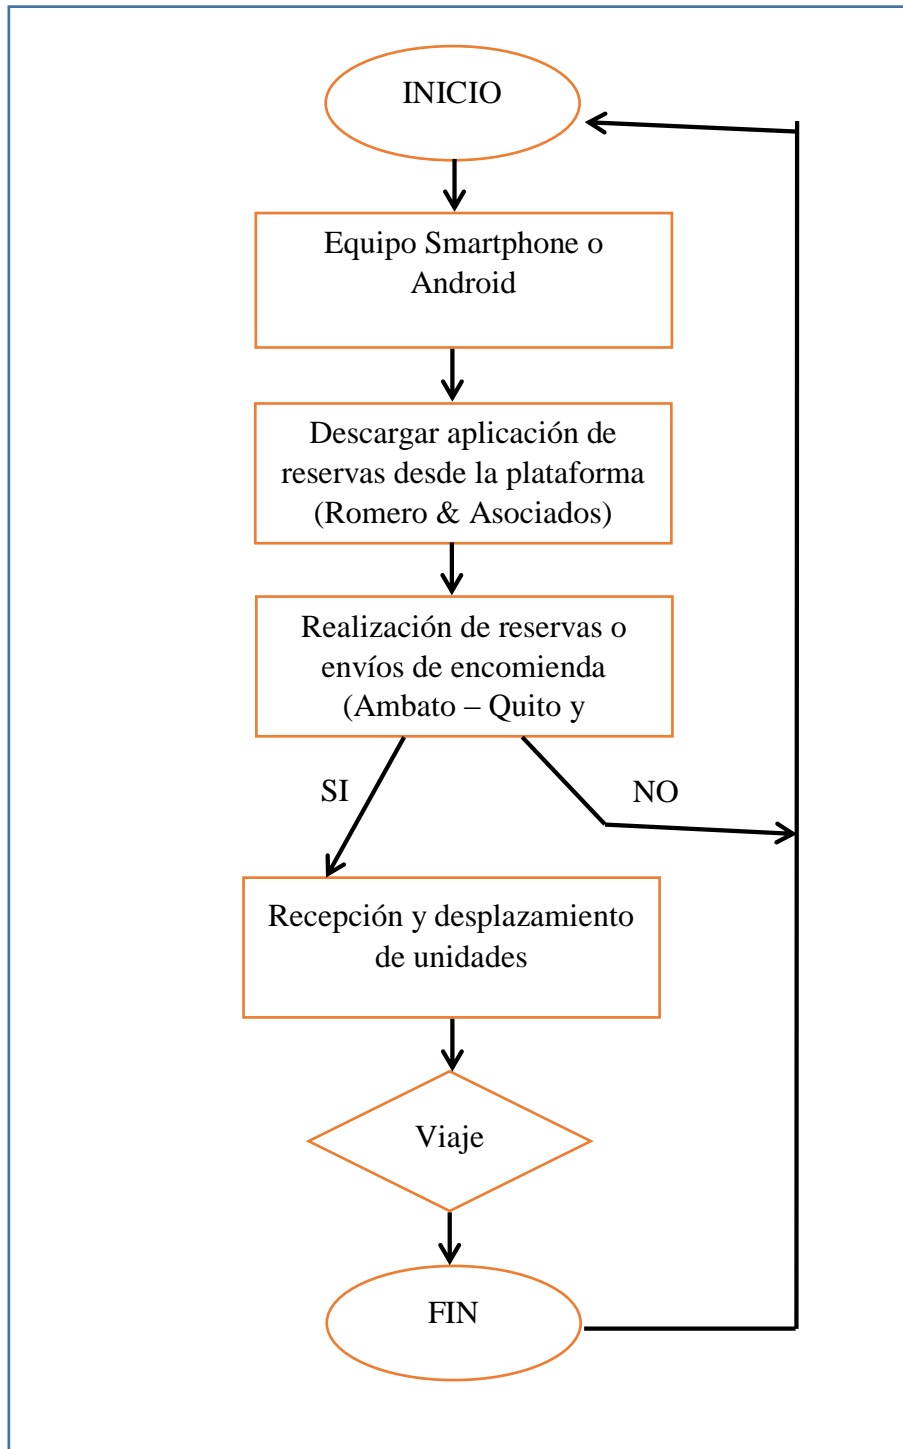 INICIO
Equipo Smartphone o
Android
Descargar aplicación de
reservas desde la plataforma
(Romero & Asociados)
Realización de reservas o
envíos de encomienda
(Ambato – Quito y
SI
NO
Recepción y desplazamiento
de unidades
Viaje
FIN